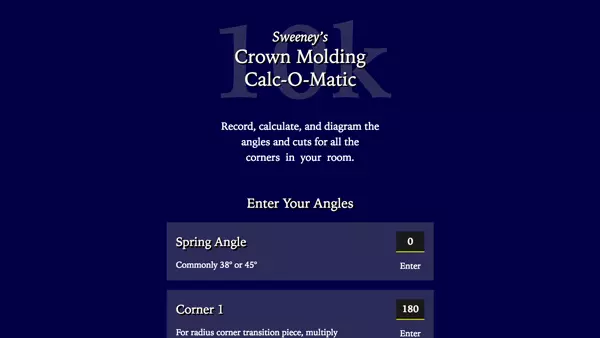 10k
Sweeney's
Crown Molding
Calc-O-Matic
Record, calculate, and diagram the
angles and cuts for all the
corners in your room.
Enter Your Angles
Spring Angle
0
Commonly 38° or 45°
Enter
Corner 1
180
For radius corner transition piece, multiply
Enter